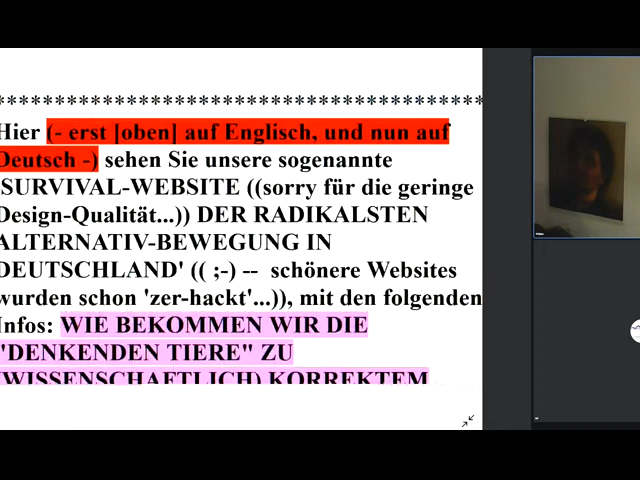 ******************************************
Hier (- erst [oben] auf Englisch, und nun auf
Deutsch -) sehen Sie unsere sogenannte
'SURVIVAL-WEBSITE ((sorry für die geringe
Design-Qualität...)) DER RADIKALSTEN
ALTERNATIV-BEWEGUNG IN
DEUTSCHLAND' (( ;-) -- schönere Websites
wurden schon 'zer-hackt'...)), mit den folgenden
Infos: WIE BEKOMMEN WIR DIE
"DENKENDEN TIERE" ZU
(WISSENSCHAFTLICH) KORREKTEM